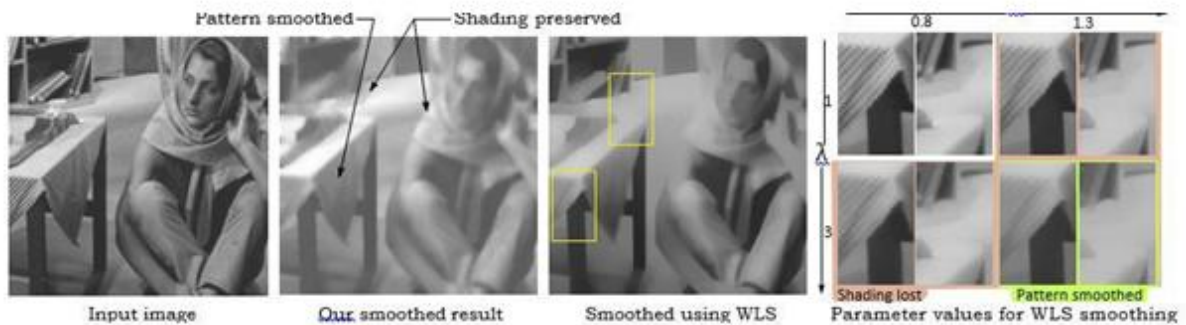 Pattern smoothed
Shading preserved
0.8
1.3
1
λ
3
Shading lost
Pattern smoothed
Input image
Our smoothed result
Smoothed using WLS
Parameter values for WLS smoothing